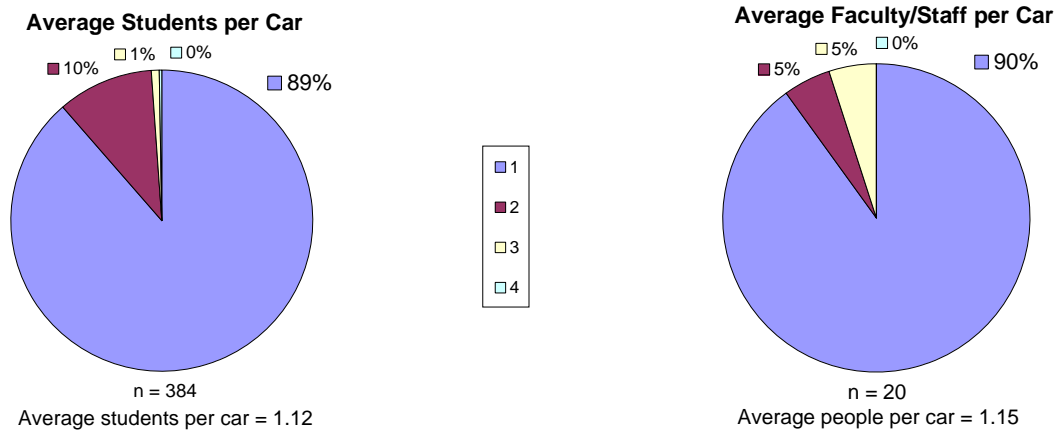 Average Students per Car
10%
1%
0%
89%
n = 384
Average students per car = 1.12
1
2
3
4
Average Faculty/Staff per Car
5%
5%
0%
90%
n = 20
Average people per car = 1.15